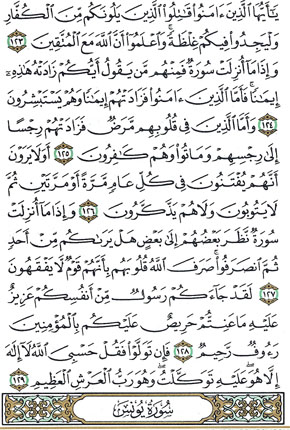 يَٰٓأَيُّهَا ٱلَّذِينَ ءَامَنُوا۟ قَٰتِلُوا۟ ٱلَّذِينَ يَلُونَكُم مِّنَ ٱلْكُفَّارِ
وَلْيَجِدُوا۟ فِيكُمْ غِلْظَةً وَٱعْلَمُوٓا۟ أَنَّ ٱللَّهَ مَعَ ٱلْمُتَّقِينَ ١٢٣
وَإِذَا مَآ أُنزِلَتْ سُورَةٌ فَمِنْهُم مَّن يَقُولُ أَيُّكُمْ زَادَتْهُ هَٰذِهِۦٓ
إِيمَٰنًا فَأَمَّا ٱلَّذِينَ ءَامَنُوا۟ فَزَادَتْهُمْ إِيمَٰنًا وَهُمْ يَسْتَبْشِرُونَ
١٢٤ وَأَمَّا ٱلَّذِينَ فِى قُلُوبِهِم مَّرَضٌ فَزَادَتْهُمْ رِجْسًا
إِلَىٰ رِجْسِهِمْ وَمَاتُوا۟ وَهُمْ كَٰفِرُونَ ١٢٥ أَوَلَا يَرَوْنَ
أَنَّهُمْ يُفْتَنُونَ فِى كُلِّ عَامٍ مَّرَّةً أَوْ مَرَّتَيْنِ ثُمَّ
لَا يَتُوبُونَ وَلَا هُمْ يَذَّكَّرُونَ ١٢٦ وَإِذَا مَآ أُنزِلَتْ
سُورَةٌ نَّظَرَ بَعْضُهُمْ إِلَىٰ بَعْضٍ هَلْ يَرَىٰكُم مِّنْ أَحَدٍ
ثُمَّ ٱنصَرَفُوا۟ صَرَفَ ٱللَّهُ قُلُوبَهُم بِأَنَّهُمْ قَوْمٌ لَّا يَفْقَهُونَ
١٢٧ لَقَدْ جَآءَكُمْ رَسُولٌ مِّنْ أَنفُسِكُمْ عَزِيزٌ
عَلَيْهِ مَا عَنِتُّمْ حَرِيصٌ عَلَيْكُم بِٱلْمُؤْمِنِينَ
رَءُوفٌ رَّحِيمٌ ١٢٨ فَإِن تَوَلَّوْا۟ فَقُلْ حَسْبِىَ ٱللَّهُ لَآ إِلَٰهَ
إِلَّا هُوَ عَلَيْهِ تَوَكَّلْتُ وَهُوَ رَبُّ ٱلْعَرْشِ ٱلْعَظِيمِ ١٢٩
سُورَةُ يُونُسَ